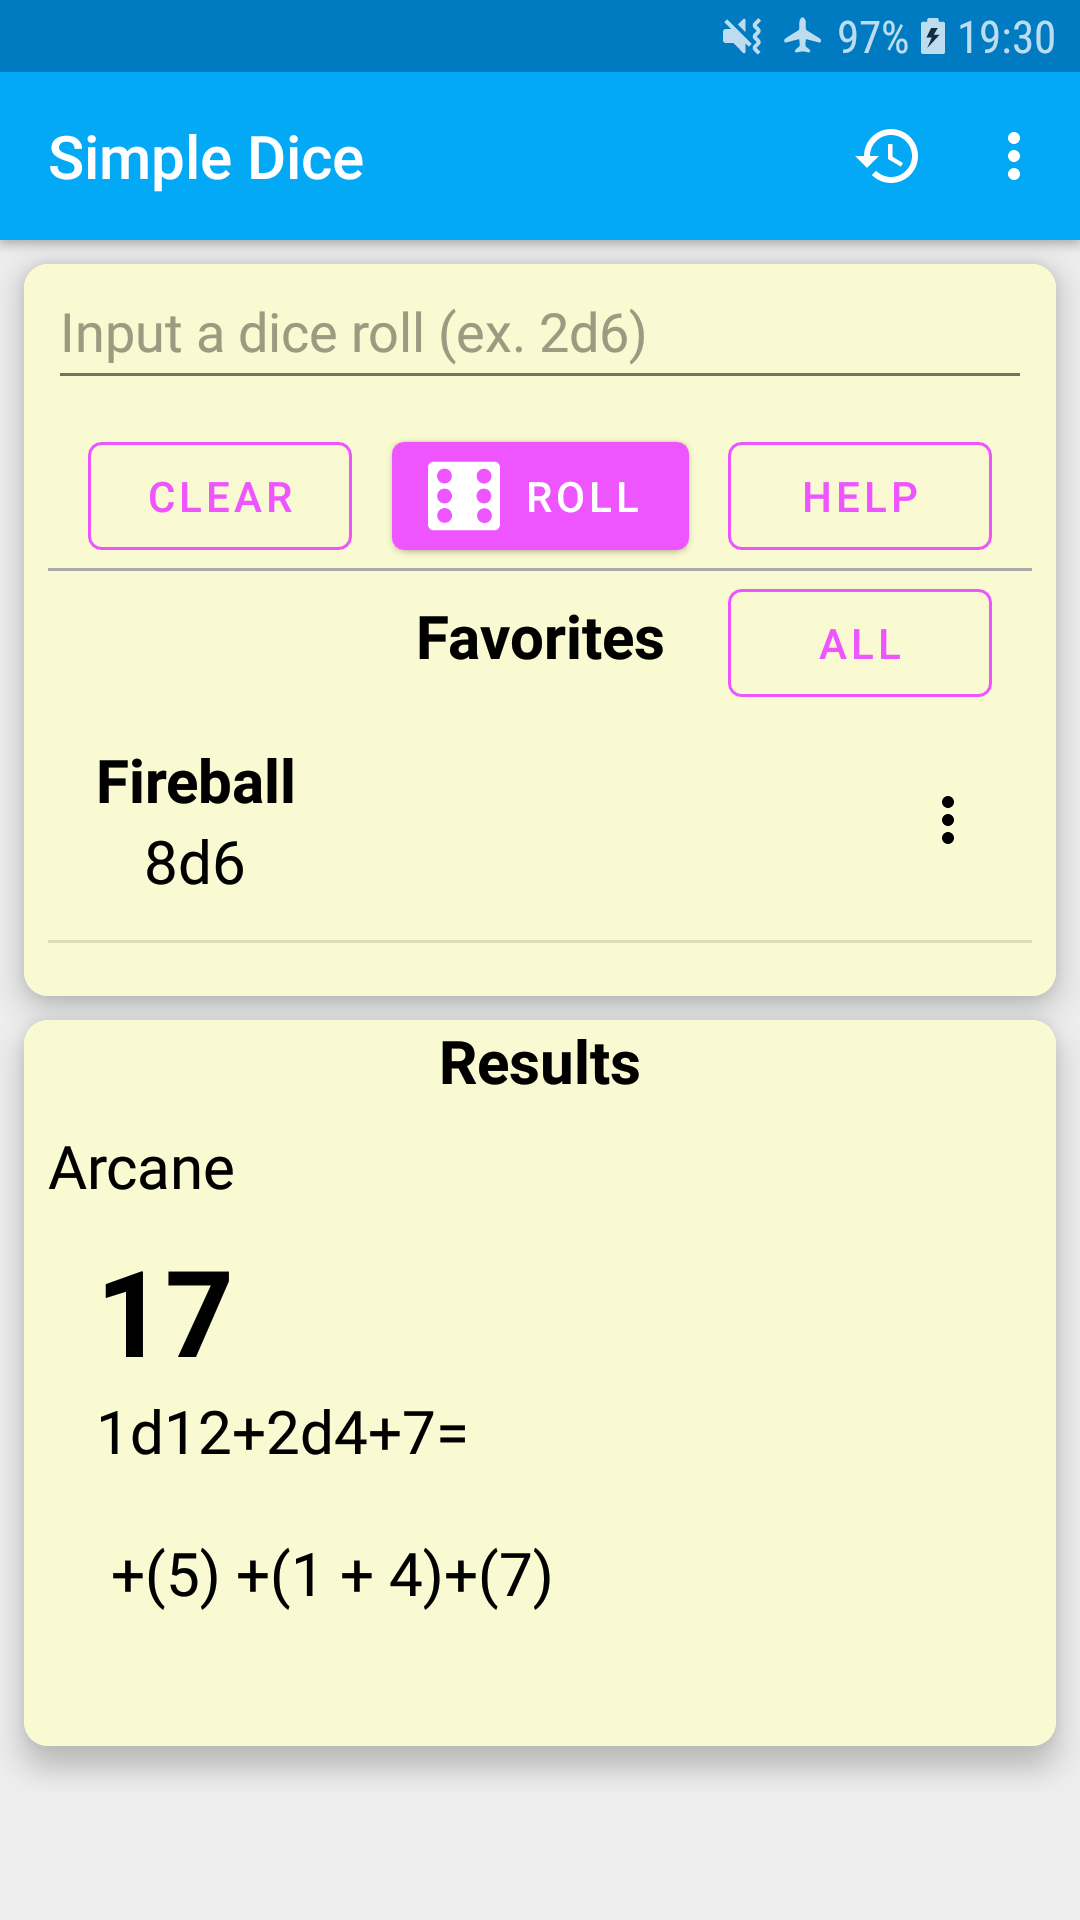 97% 19:30
Simple Dice
Input a dice roll (ex. 2d6)
CLEAR ROLL HELP
Favorites ALL
Fireball
8d6
Results
Arcane
17
1d12+2d4+7=
+(5) +(1 + 4)+(7)